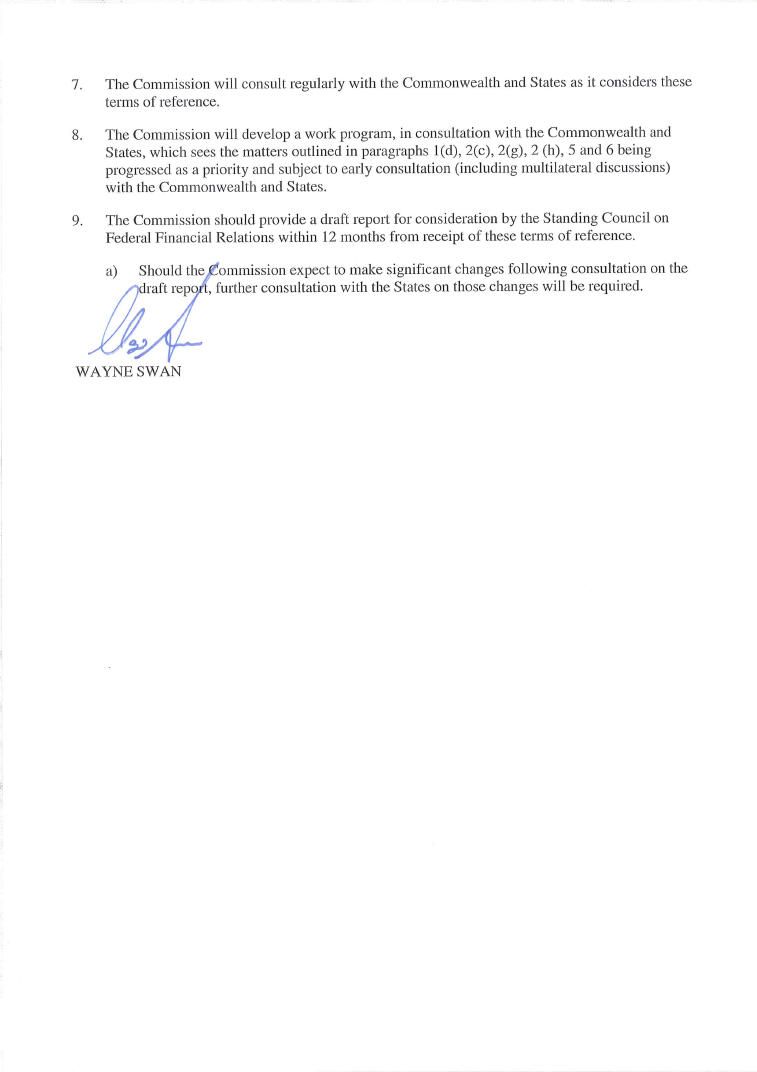 7. The Commission will consult regularly with the Commonwealth and States as it considers these
terms of reference.
8. The Commission will develop a work program, in consultation with the Commonwealth and
States, which sees the matters outlined in paragraphs 1(d), 2(c), 2(g), 2 (h), 5 and 6 being
progressed as a priority and subject to early consultation (including multilateral discussions)
with the Commonwealth and States.
9. The Commission should provide a draft report for consideration by the Standing Council on
Federal Financial Relations within 12 months from receipt of these terms of reference.
a) Should the Commission expect to make significant changes following consultation on the
draft report, further consultation with the States on those changes will be required.
WAYNE SWAN